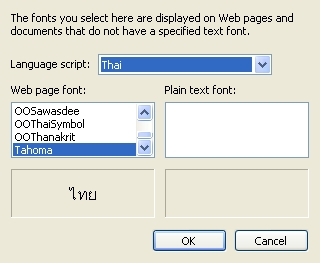 The fonts you select here are displayed on Web pages and
documents that do not have a specified text font.
Language script: Thai
Web page font: Plain text font:
OOSawasdee
OOThaiSymbol
OOThanakrit
Tahoma
ไทย
OK Cancel